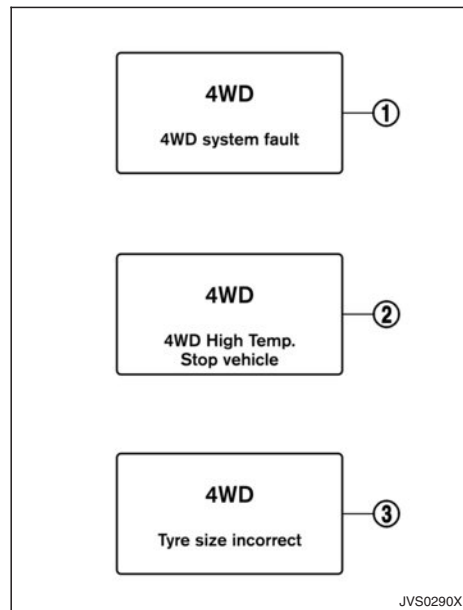 4WD
4WD system fault
1
4WD
4WD High Temp.
Stop vehicle
2
4WD
Tyre size incorrect
3
JVS0290X